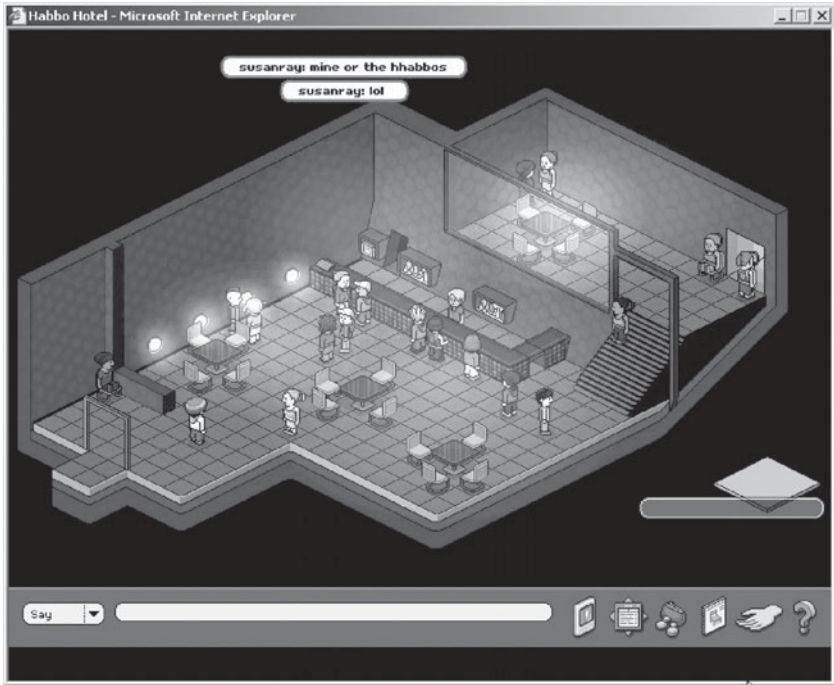 Habbo Hotel - Microsoft Internet Explorer
susanray: mine or the hhabbos
susanray: lol
Say
?